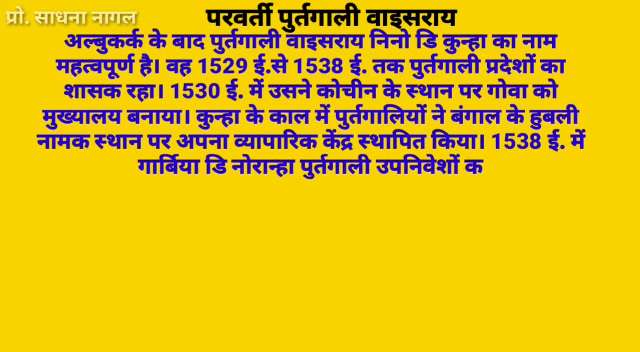 प्रो. साधना नागल
परवर्ती पुर्तगाली वाइसराय
अल्बुकर्क के बाद पुर्तगाली वाइसराय निनो डि कुन्हा का नाम
महत्वपूर्ण है। वह 1529 ई.से 1538 ई. तक पुर्तगाली प्रदेशों का
शासक रहा। 1530 ई. में उसने कोचीन के स्थान पर गोवा को
मुख्यालय बनाया। कुन्हा के काल में पुर्तगालियों ने बंगाल के हुबली
नामक स्थान पर अपना व्यापारिक केंद्र स्थापित किया। 1538 ई. में
गार्बिया डि नोरान्हा पुर्तगाली उपनिवेशों क